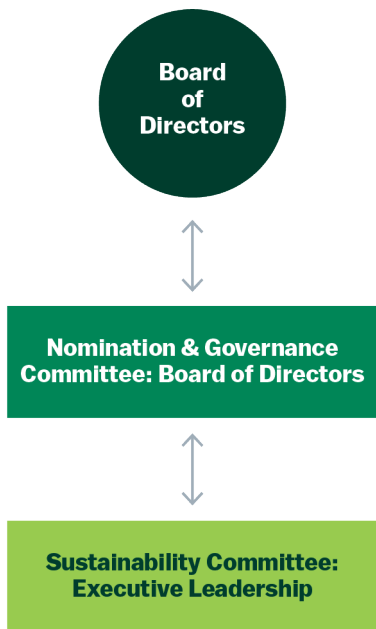 Board
of
Directors
Nomination & Governance
Committee: Board of Directors
Sustainability Committee:
Executive Leadership